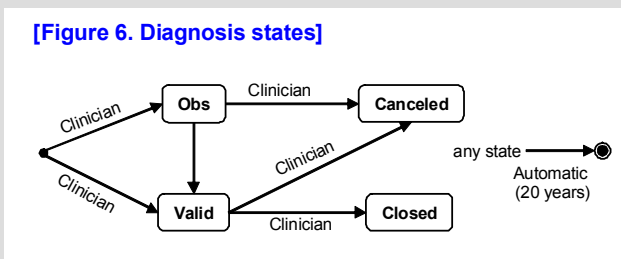 [Figure 6. Diagnosis states]
Clinician
Obs
Clinician
Canceled
Clinician
any state
Automatic
(20 years)
Clinician
Valid
Clinician
Closed